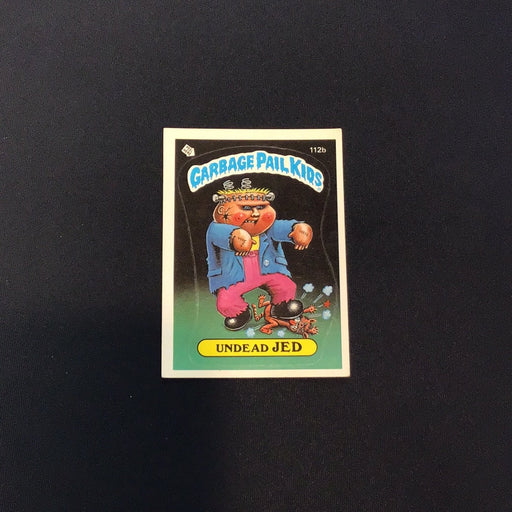 112b
GARBAGE PAIL KIDS
UNDEAD JED